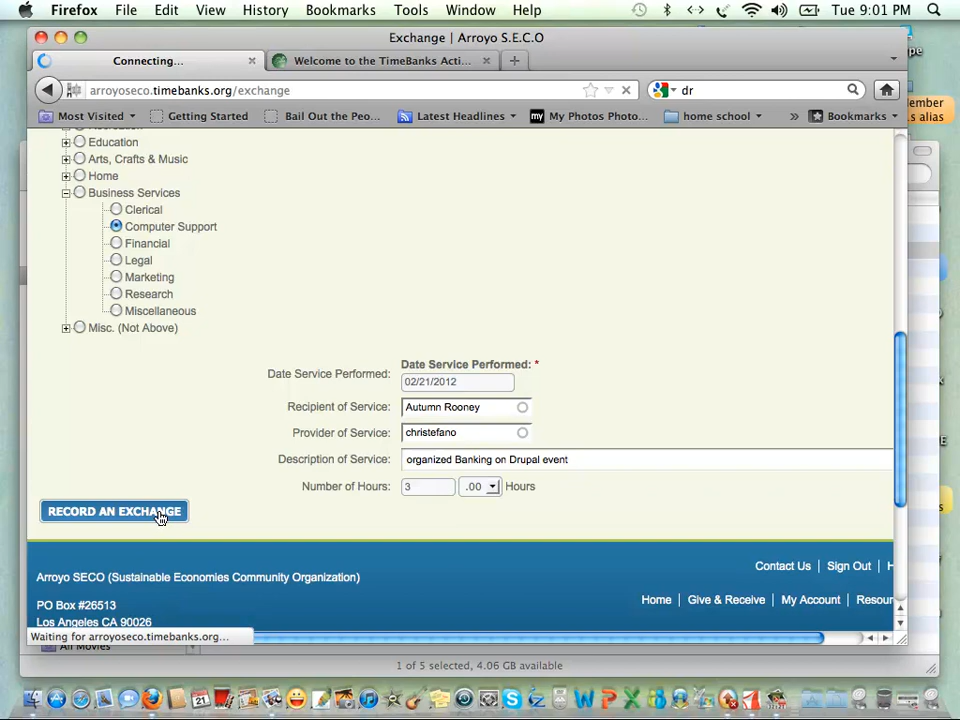 Firefox File Edit View History Bookmarks Tools Window Help Tue 9:01 PM
Exchange | Arroyo S.E.C.O
Connecting... Welcome to the TimeBanks Acti...
arroyoseco.timebanks.org/exchange dr
Most Visited Getting Started Bail Out the Peo... Latest Headlines my My Photos Photo... home school » Bookmarks
ember
s alias
Education
Arts, Crafts & Music
Home
Business Services
Clerical
Computer Support
Financial
Legal
Marketing
Research
Miscellaneous
Misc. (Not Above)
Date Service Performed: *
Date Service Performed: 02/21/2012
Recipient of Service: Autumn Rooney
Provider of Service: christefano
Description of Service: organized Banking on Drupal event
Number of Hours: 3 .00 Hours
RECORD AN EXCHANGE
Contact Us | Sign Out | H
Arroyo SECO (Sustainable Economies Community Organization)
Home | Give & Receive | My Account | Resour
PO Box #26513
Los Angeles CA 90026
Waiting for arroyoseco.timebanks.org...
All Movies
1 of 5 selected, 4.06 GB available